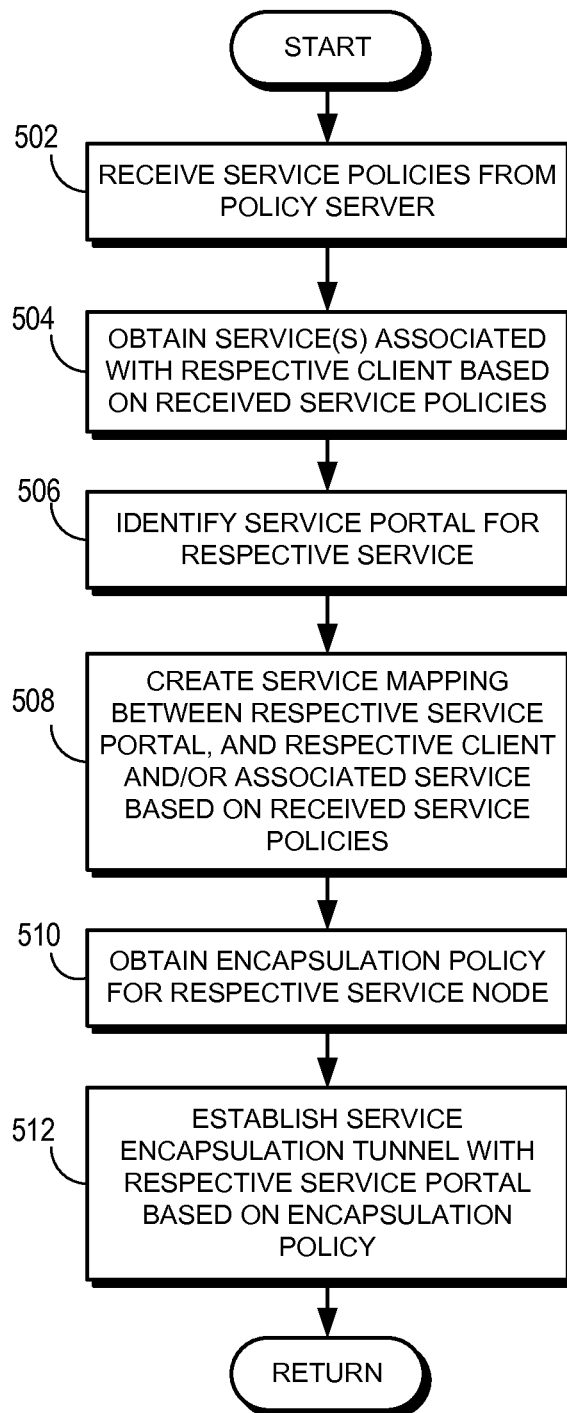 START
502
RECEIVE SERVICE POLICIES FROM
POLICY SERVER
504
OBTAIN SERVICE(S) ASSOCIATED
WITH RESPECTIVE CLIENT BASED
ON RECEIVED SERVICE POLICIES
506
IDENTIFY SERVICE PORTAL FOR
RESPECTIVE SERVICE
508
CREATE SERVICE MAPPING
BETWEEN RESPECTIVE SERVICE
PORTAL, AND RESPECTIVE CLIENT
AND/OR ASSOCIATED SERVICE
BASED ON RECEIVED SERVICE
POLICIES
510
OBTAIN ENCAPSULATION POLICY
FOR RESPECTIVE SERVICE NODE
512
ESTABLISH SERVICE
ENCAPSULATION TUNNEL WITH
RESPECTIVE SERVICE PORTAL
BASED ON ENCAPSULATION
POLICY
RETURN